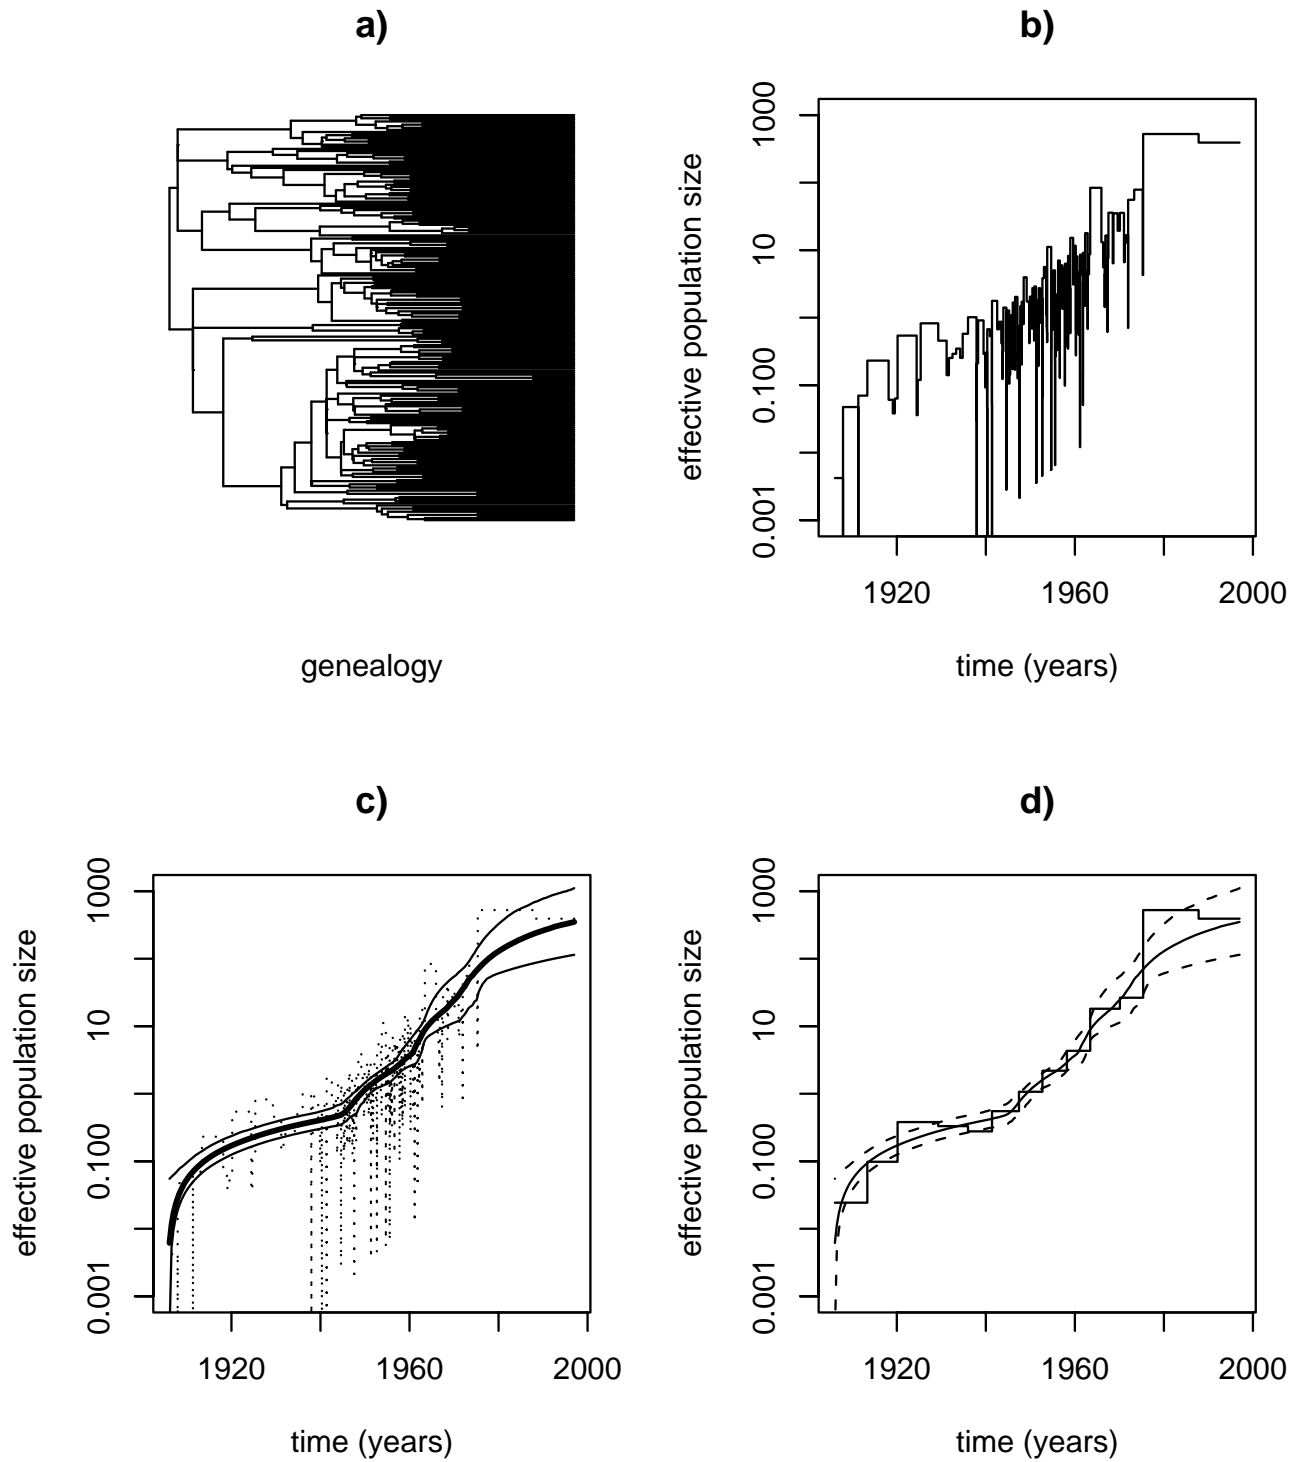 a)
genealogy
b)
effective population size
1000
10
0.100
0.001
1920 1960 2000
time (years)
c)
effective population size
1000
10
0.100
0.001
1920 1960 2000
time (years)
d)
effective population size
1000
10
0.100
0.001
1920 1960 2000
time (years)